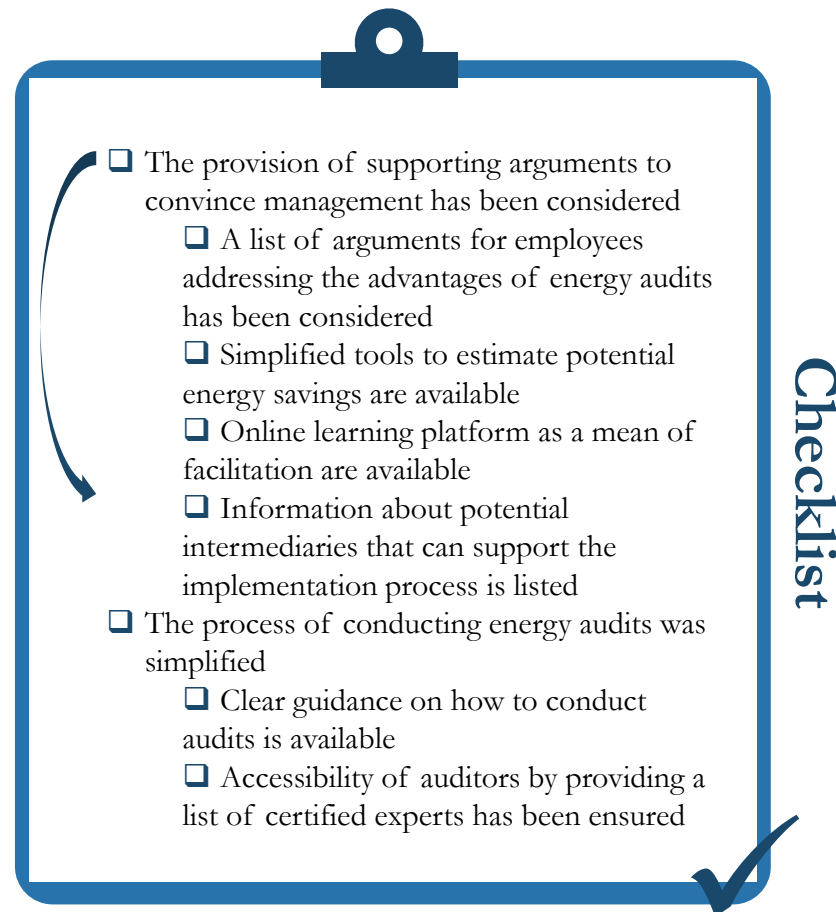 ❑ The provision of supporting arguments to
convince management has been considered
❑ A list of arguments for employees
addressing the advantages of energy audits
has been considered
❑ Simplified tools to estimate potential
energy savings are available
❑ Online learning platform as a mean of
facilitation are available
❑ Information about potential
intermediaries that can support the
implementation process is listed
❑ The process of conducting energy audits was
simplified
❑ Clear guidance on how to conduct
audits is available
❑ Accessibility of auditors by providing a
list of certified experts has been ensured
Checklist